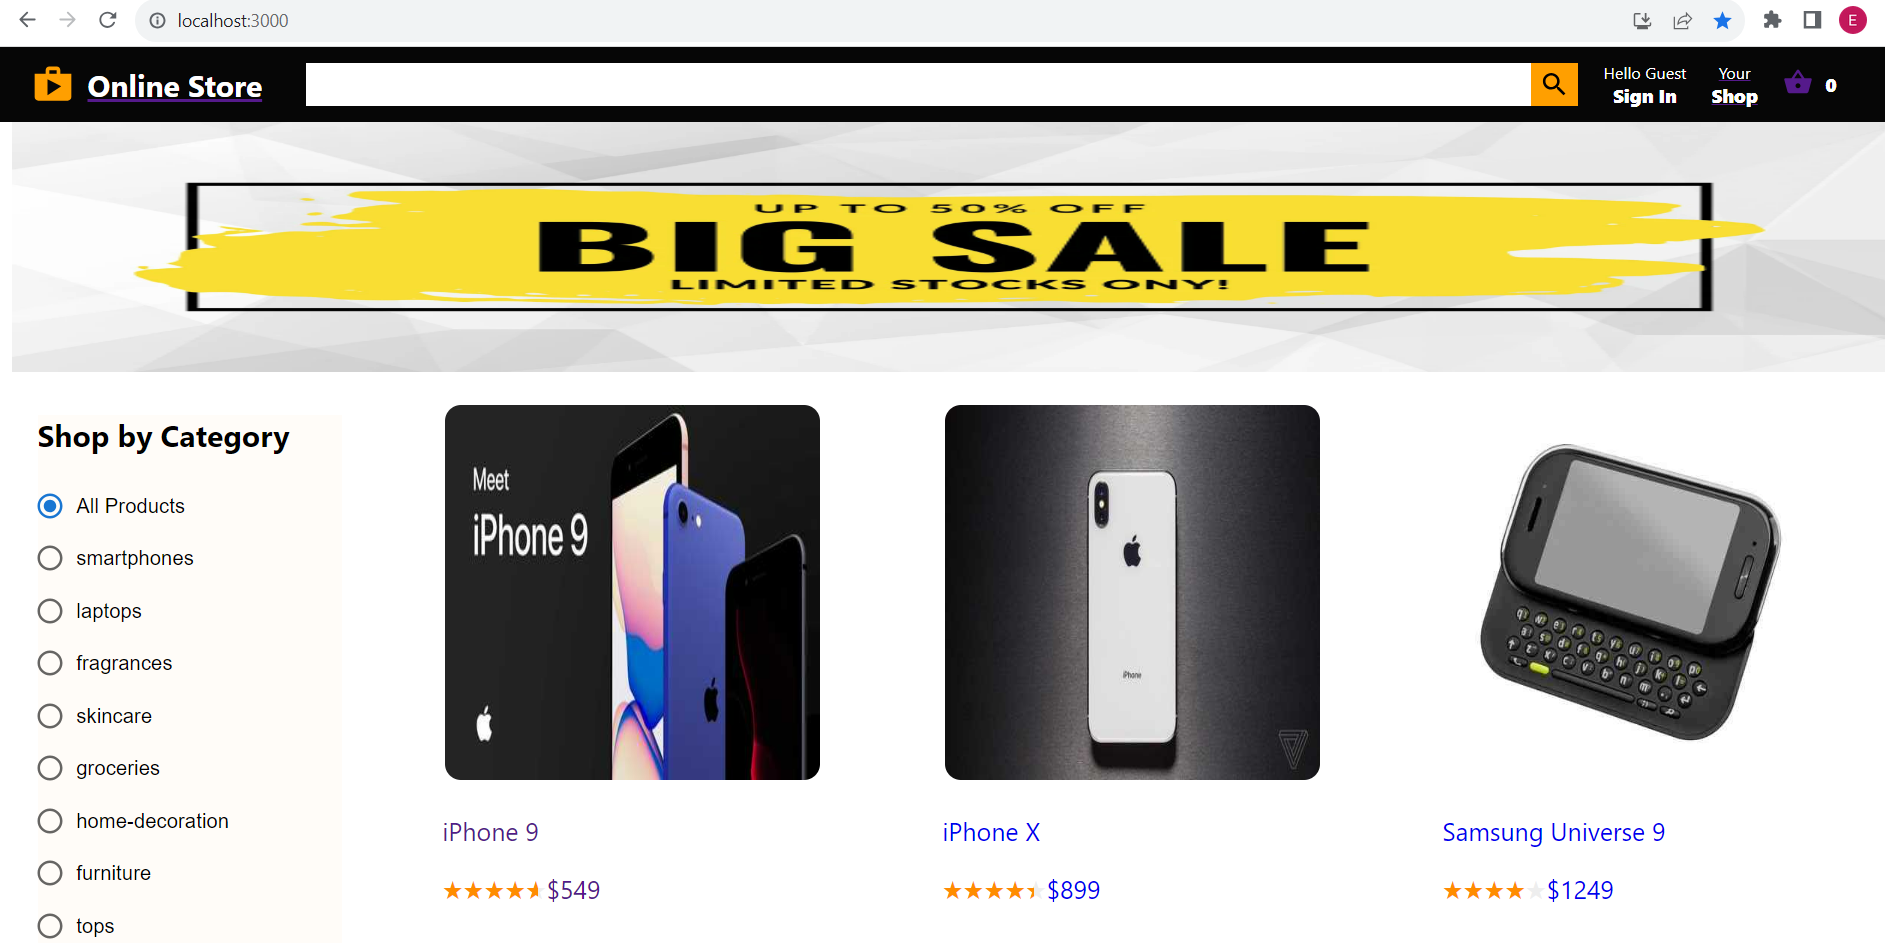 localhost:3000
E
Online Store
Hello Guest
Sign In
Your
Shop
0
UP TO 50% OFF
BIG SALE
LIMITED STOCKS ONY!
Shop by Category
All Products
smartphones
laptops
fragrances
skincare
groceries
home-decoration
furniture
tops
Meet
iPhone 9
iPhone
iPhone 9
$549
iPhone X
$899
Samsung Universe 9
$1249